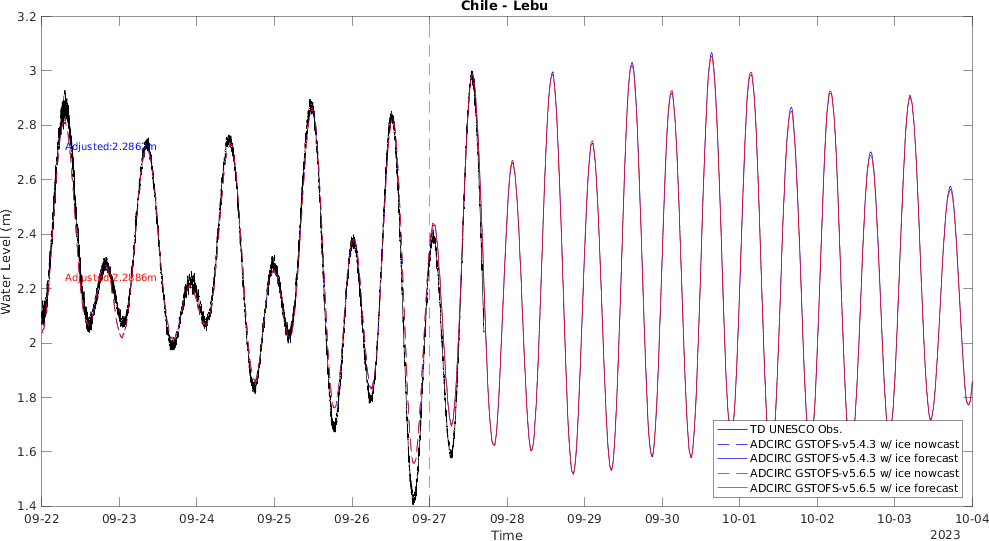 Chile - Lebu
3.2
3
2.8
2.6
2.4
2.2
2
1.8
1.6
1.4
Water Level (m)
Adjusted:2.2862m
Adjusted:2.2886m
TD UNESCO Obs.
ADCIRC GSTOFS-v5.4.3 w/ ice nowcast
ADCIRC GSTOFS-v5.4.3 w/ ice forecast
ADCIRC GSTOFS-v5.6.5 w/ ice nowcast
ADCIRC GSTOFS-v5.6.5 w/ ice forecast
09-22 09-23 09-24 09-25 09-26 09-27 09-28 09-29 09-30 10-01 10-02 10-03 10-04
Time
2023